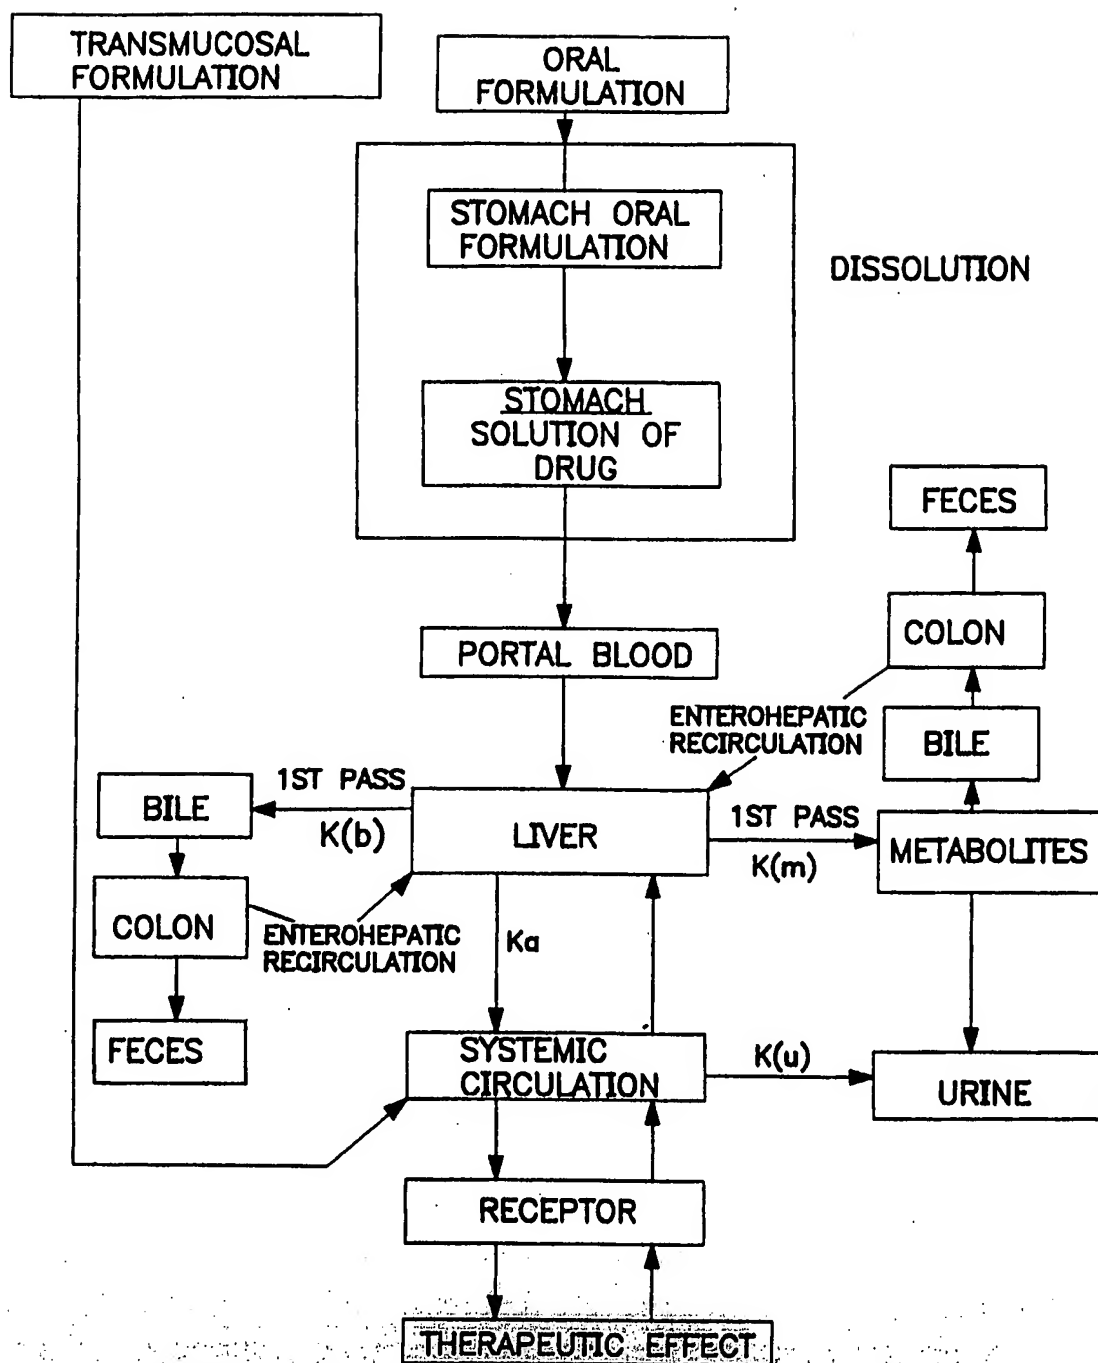 TRANSMUCOSAL
FORMULATION
ORAL
FORMULATION
STOMACH ORAL
FORMULATION
DISSOLUTION
STOMACH
SOLUTION OF
DRUG
FECES
COLON
PORTAL BLOOD
ENTEROHEPATIC
RECIRCULATION
BILE
1ST PASS
BILE
K(b)
LIVER
1ST PASS
K(m)
METABOLITES
COLON
ENTEROHEPATIC
RECIRCULATION
Ka
FECES
SYSTEMIC
CIRCULATION
K(u)
URINE
RECEPTOR
THERAPEUTIC EFFECT